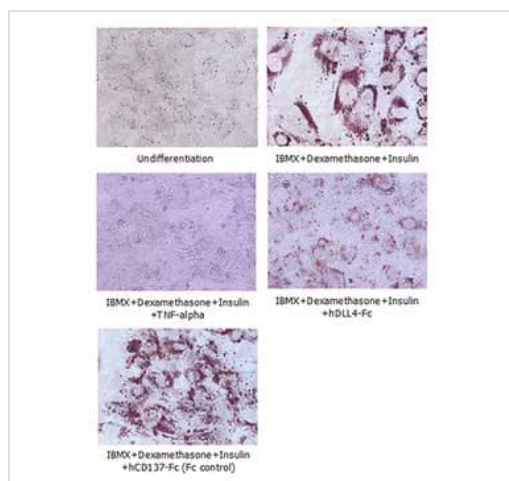 Undifferentiation
IBMX+Dexamethasone+Insulin
IBMX+Dexamethasone+Insulin
+TNF-alpha
IBMX+Dexamethasone+Insulin
+hDLL4-Fc
IBMX+Dexamethasone+Insulin
+hCD137-Fc (Fc control)